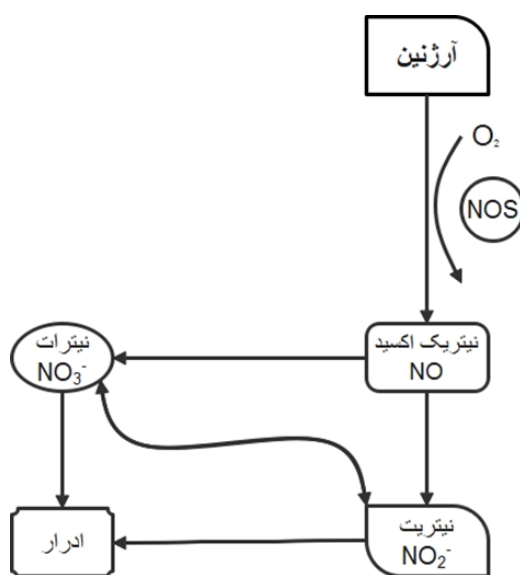 آرژنین
O₂
NOS
نیتریک اکسید
NO
نیترات
NO₃⁻
نیتریت
NO₂⁻
ادرار